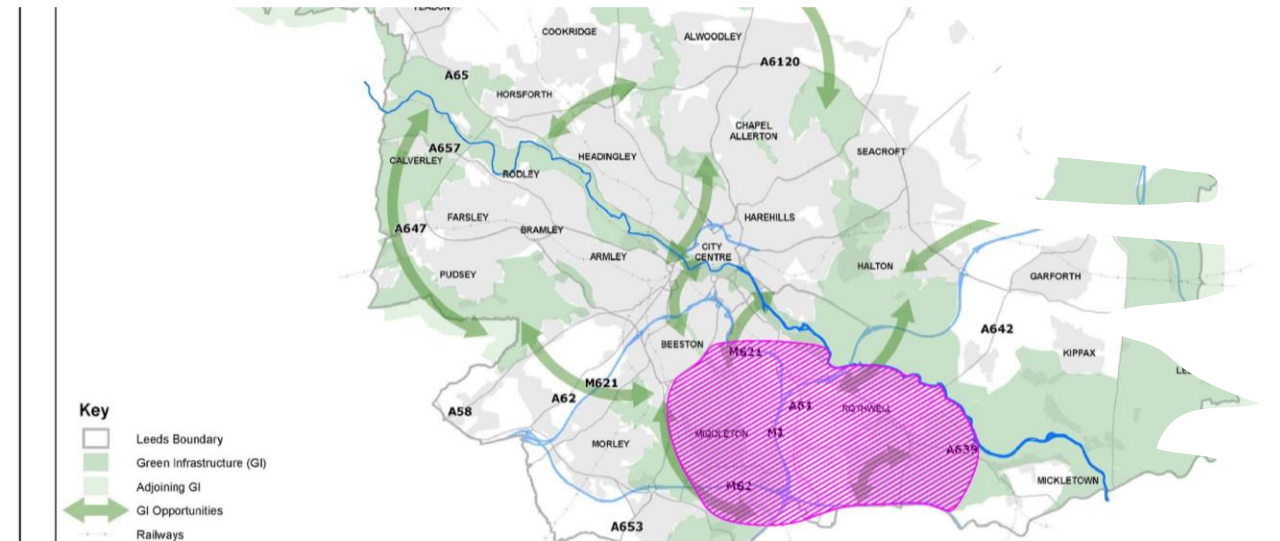 YEADON
COOKRIDGE
ALWOODLEY
A6120
A65
HORSFORTH
CHAPEL
ALLERTON
A657
CALVERLEY
HEADINGLEY
SEACROFT
RODLEY
FARSLEY
HAREHILLS
A647
BRAMLEY
CITY
CENTRE
ARMLEY
HALTON
PUDSEY
GARFORTH
A642
BEESTON
M621
KIPPAX
M621
A62
A61
ROTHWELL
A58
MIDDLETON
M1
MORLEY
A639
MICKLETOWN
M62
A653
Key
Leeds Boundary
Green Infrastructure (GI)
Adjoining GI
GI Opportunities
Railways